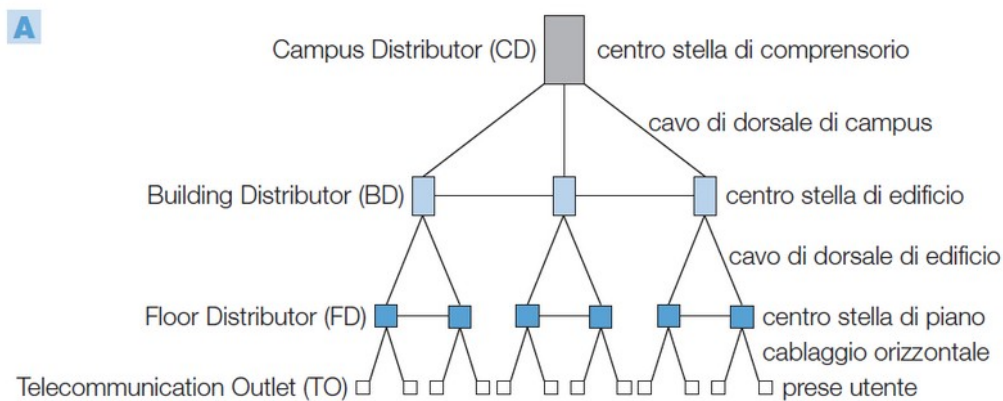 A
Campus Distributor (CD) centro stella di comprensorio
cavo di dorsale di campus
Building Distributor (BD) centro stella di edificio
cavo di dorsale di edificio
Floor Distributor (FD) centro stella di piano
cablaggio orizzontale
Telecommunication Outlet (TO) prese utente